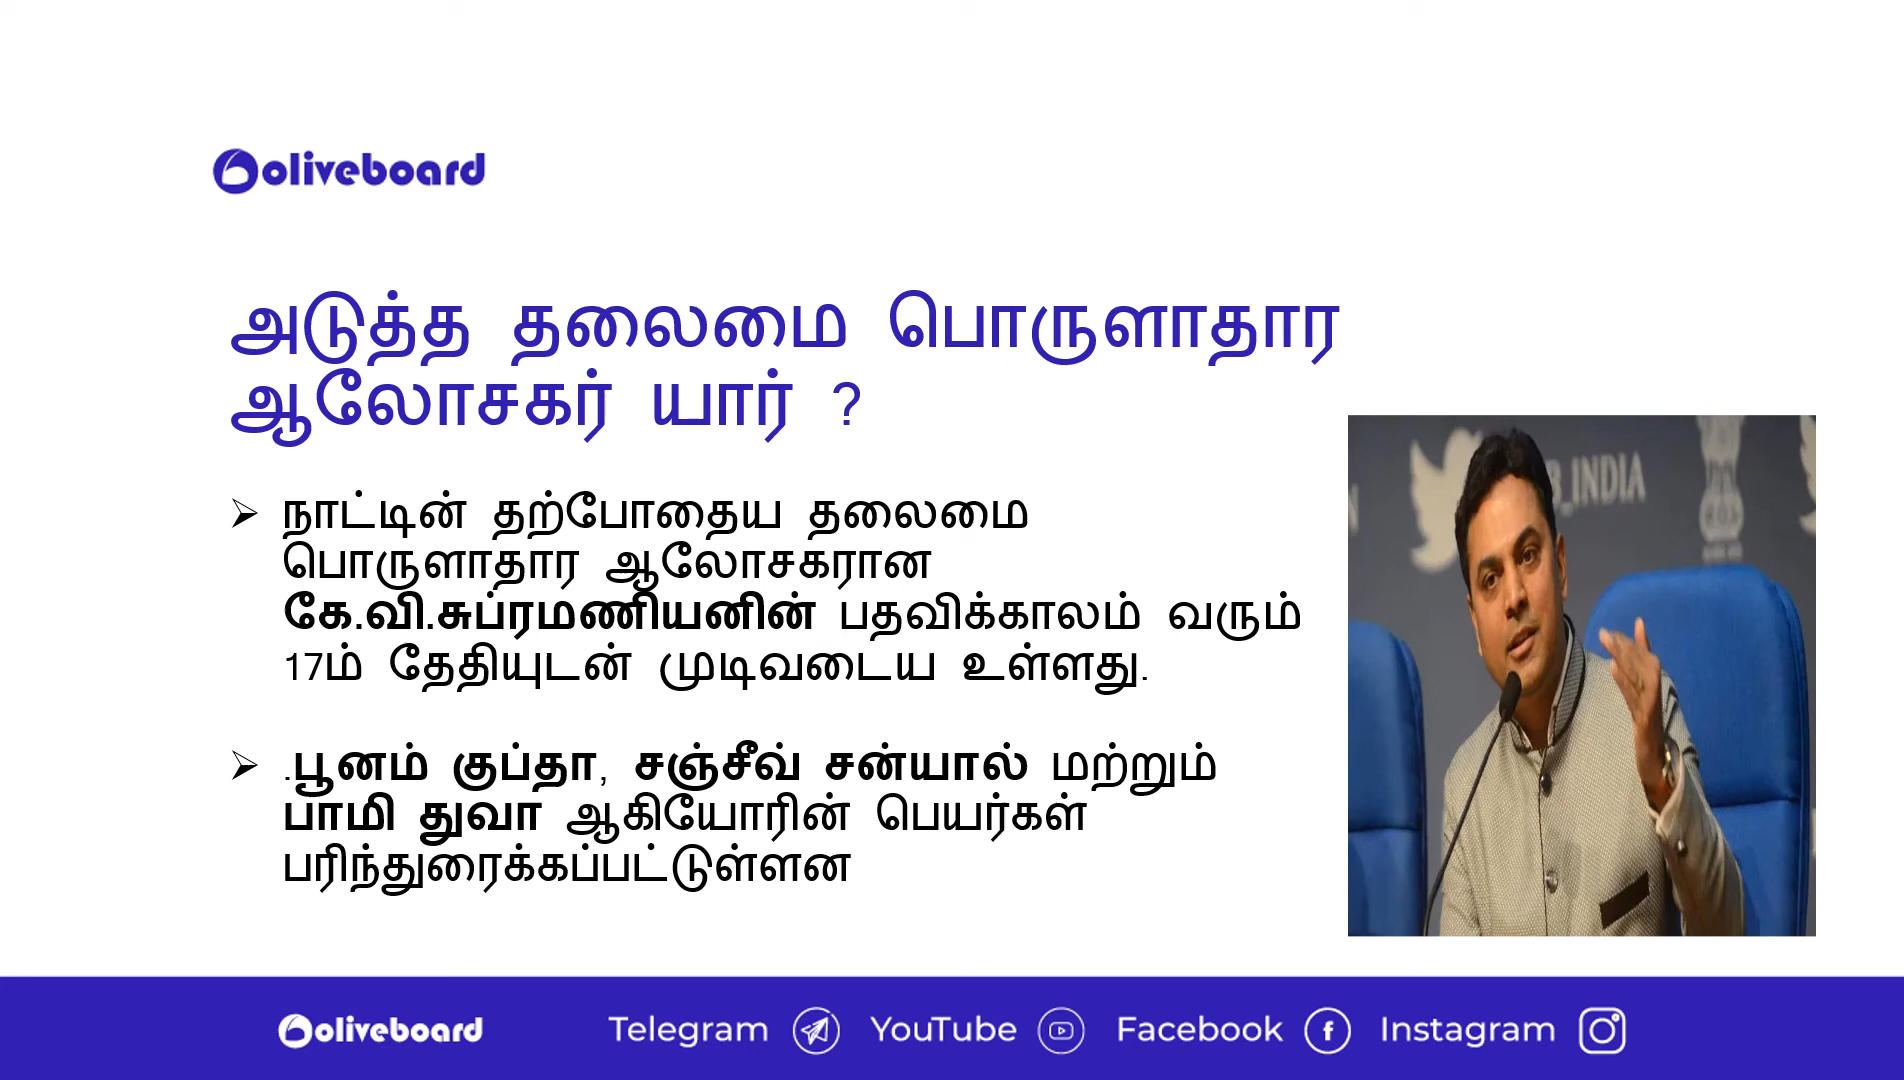 oliveboard
அடுத்த தலைமை பொருளாதார
ஆலோசகர் யார் ?
B_INDIA
➢ நாட்டின் தற்போதைய தலைமை
பொருளாதார ஆலோசகரான
கே.வி.சுப்ரமணியனின் பதவிக்காலம் வரும்
17ம் தேதியுடன் முடிவடைய உள்ளது.
➢ .பூனம் குப்தா, சஞ்சீவ் சன்யால் மற்றும்
பாமி துவா ஆகியோரின் பெயர்கள்
பரிந்துரைக்கப்பட்டுள்ளன
oliveboard Telegram YouTube Facebook Instagram